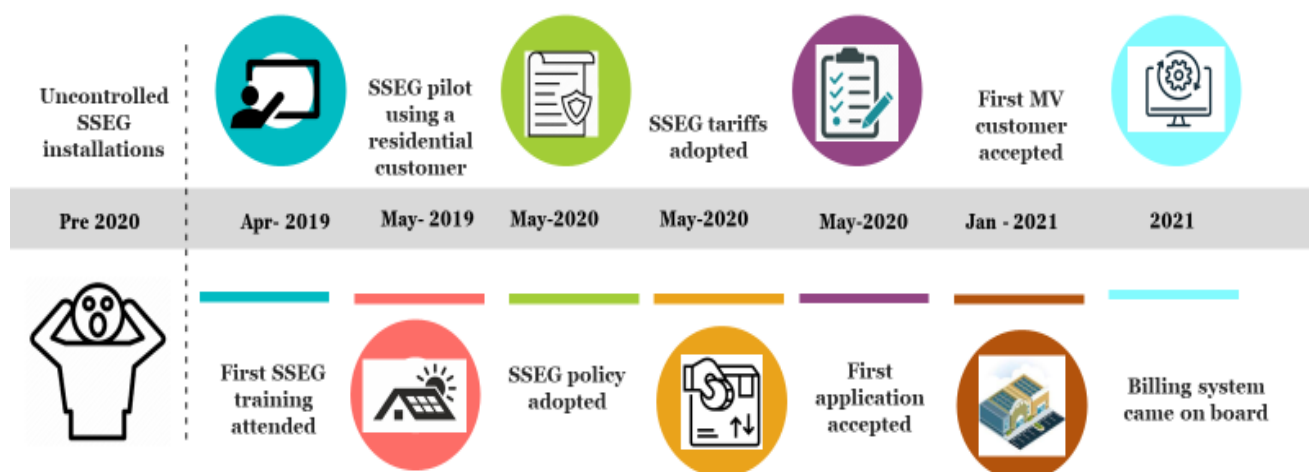 Uncontrolled
SSEG
installations
SSEG pilot
using a
residential
customer
SSEG tariffs
adopted
First MV
customer
accepted
Pre 2020
Apr- 2019
May- 2019
May-2020
May-2020
May-2020
Jan - 2021
2021
First SSEG
training
attended
SSEG policy
adopted
First
application
accepted
Billing system
came on board